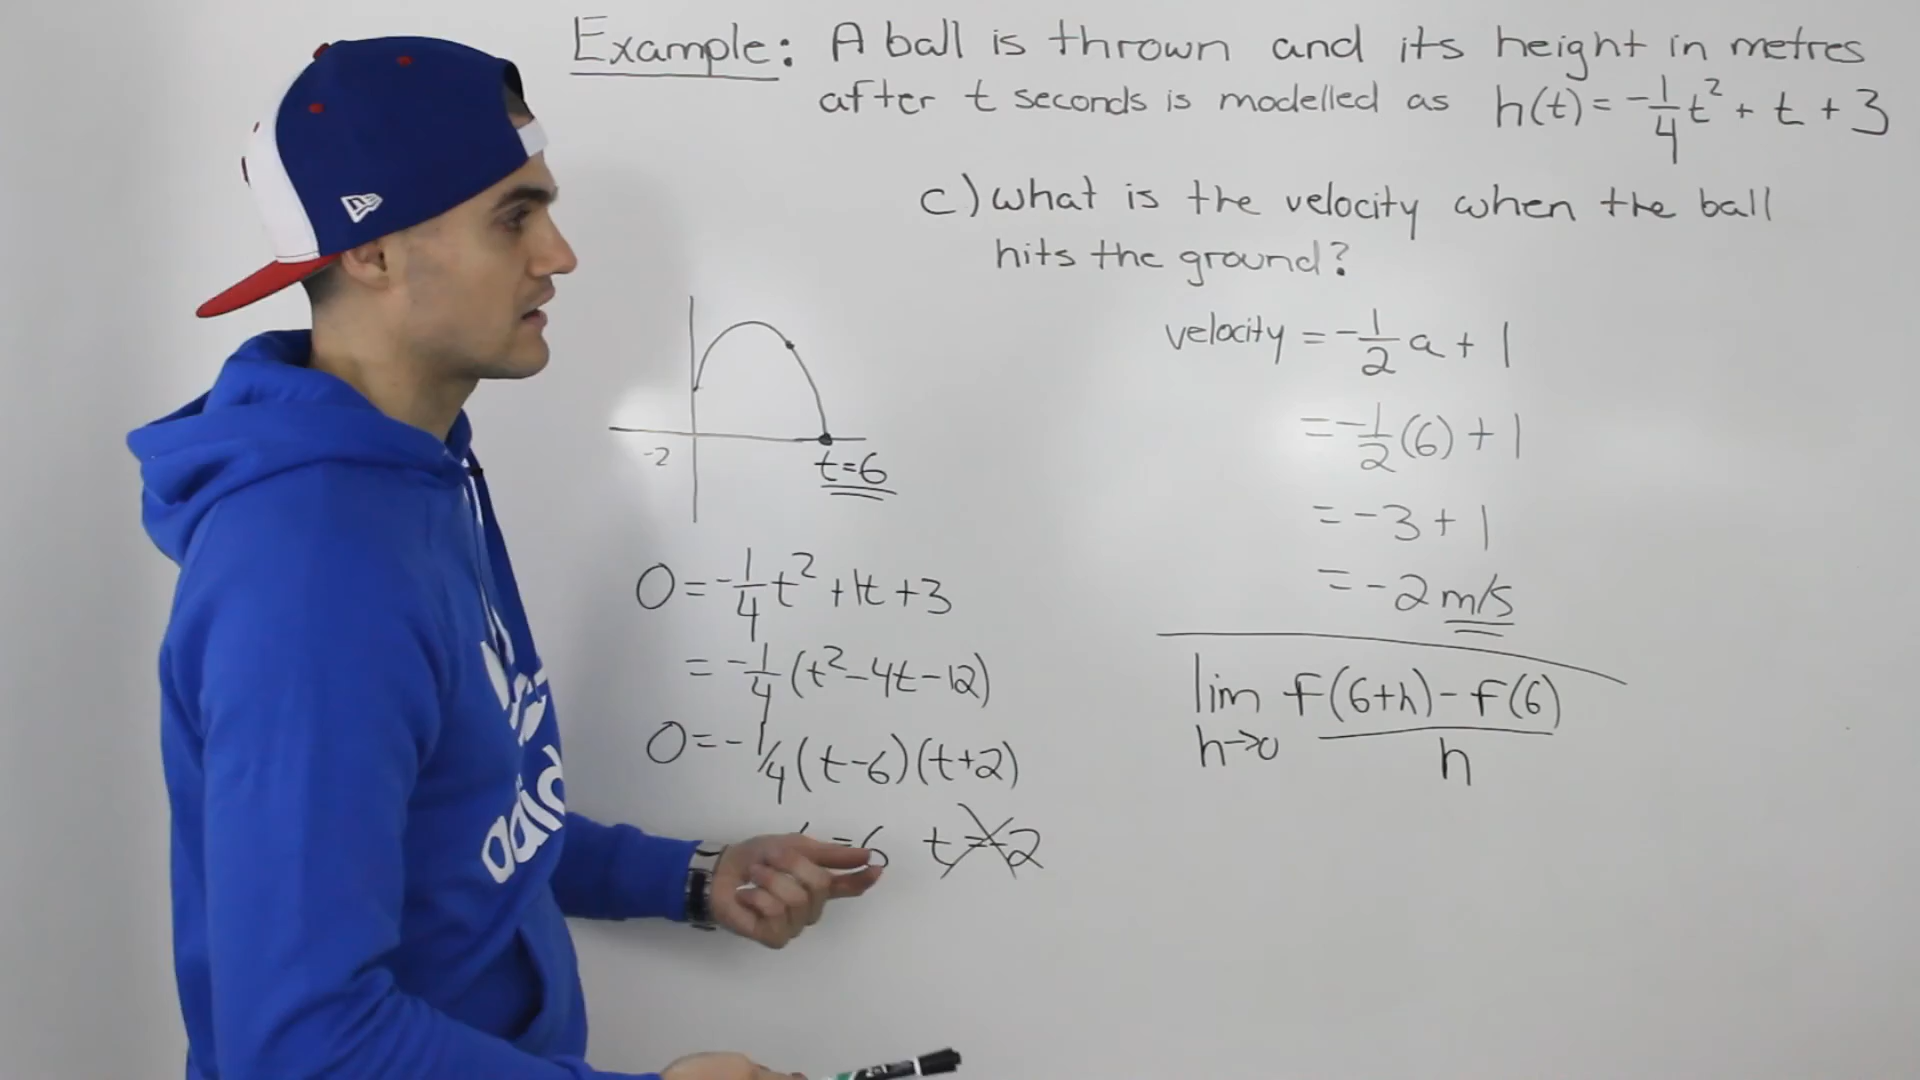 Example: A ball is thrown and its height in metres
after t seconds is modelled as h(t) = -1/4 t² + t + 3
c) what is the velocity when the ball
hits the ground?
-2
t=6
0 = -1/4 t² + 1t + 3
= -1/4 (t² - 4t - 12)
0 = -1/4 (t-6)(t+2)
=6 t=-2
velocity = -1/2 a + 1
= -1/2 (6) + 1
= -3 + 1
= -2 m/s
lim f(6+h) - f(6)
h→0 h
adid